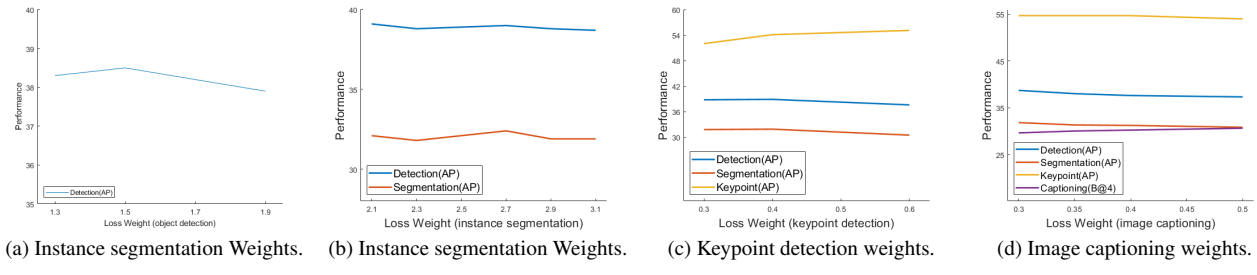 40
39
38
37
36
35
Performance
1.3
1.5
1.7
1.9
Loss Weight (object detection)
Detection(AP)
(a) Instance segmentation Weights.
40
35
30
Performance
2.1
2.3
2.5
2.7
2.9
3.1
Loss Weight (instance segmentation)
Detection(AP)
Segmentation(AP)
(b) Instance segmentation Weights.
60
54
48
42
36
30
Performance
0.3
0.4
0.5
0.6
Loss Weight (keypoint detection)
Detection(AP)
Segmentation(AP)
Keypoint(AP)
(c) Keypoint detection weights.
55
45
35
25
Performance
0.3
0.35
0.4
0.45
0.5
Loss Weight (image captioning)
Detection(AP)
Segmentation(AP)
Keypoint(AP)
Captioning(B@4)
(d) Image captioning weights.